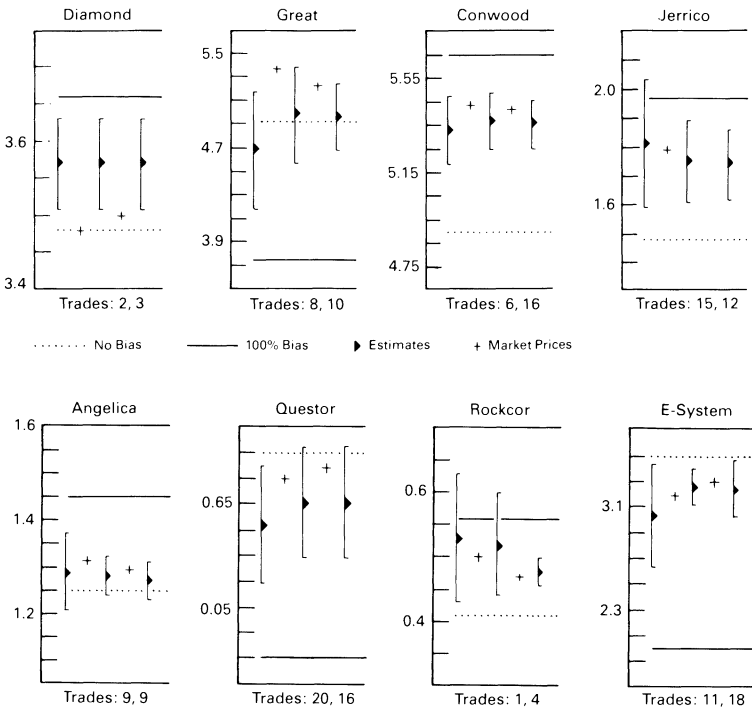 Diamond
Great
Conwood
Jerrico
3.6
3.4
5.5
4.7
3.9
5.55
5.15
4.75
2.0
1.6
Trades: 2, 3
Trades: 8, 10
Trades: 6, 16
Trades: 15, 12
No Bias
100% Bias
Estimates
+ Market Prices
Angelica
Questor
Rockcor
E-System
1.6
1.4
1.2
0.65
0.05
0.6
0.4
3.1
2.3
Trades: 9, 9
Trades: 20, 16
Trades: 1, 4
Trades: 11, 18